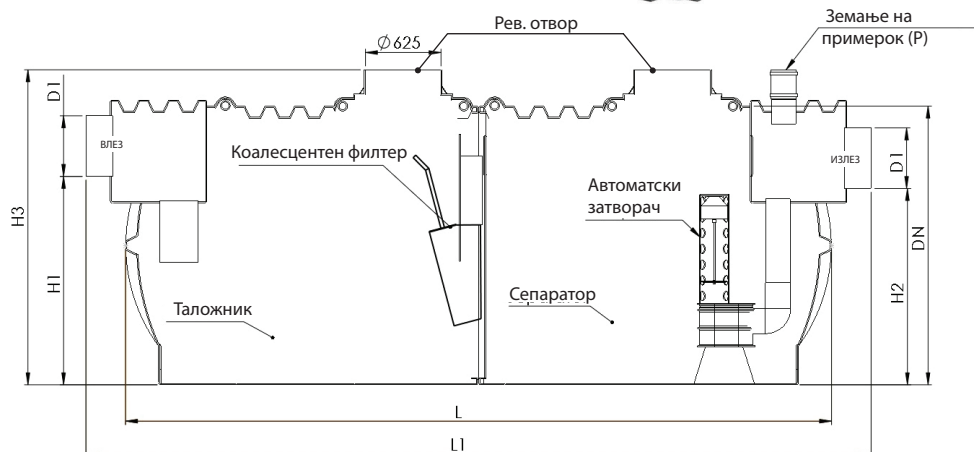 Рев. отвор
Земање на
примерок (P)
Ø625
D1
ВЛЕЗ
Коалесцентен филтер
ИЗЛЕЗ
D1
Автоматски
затворач
H3
DN
H1
H2
Сепаратор
Таложник
L
L1